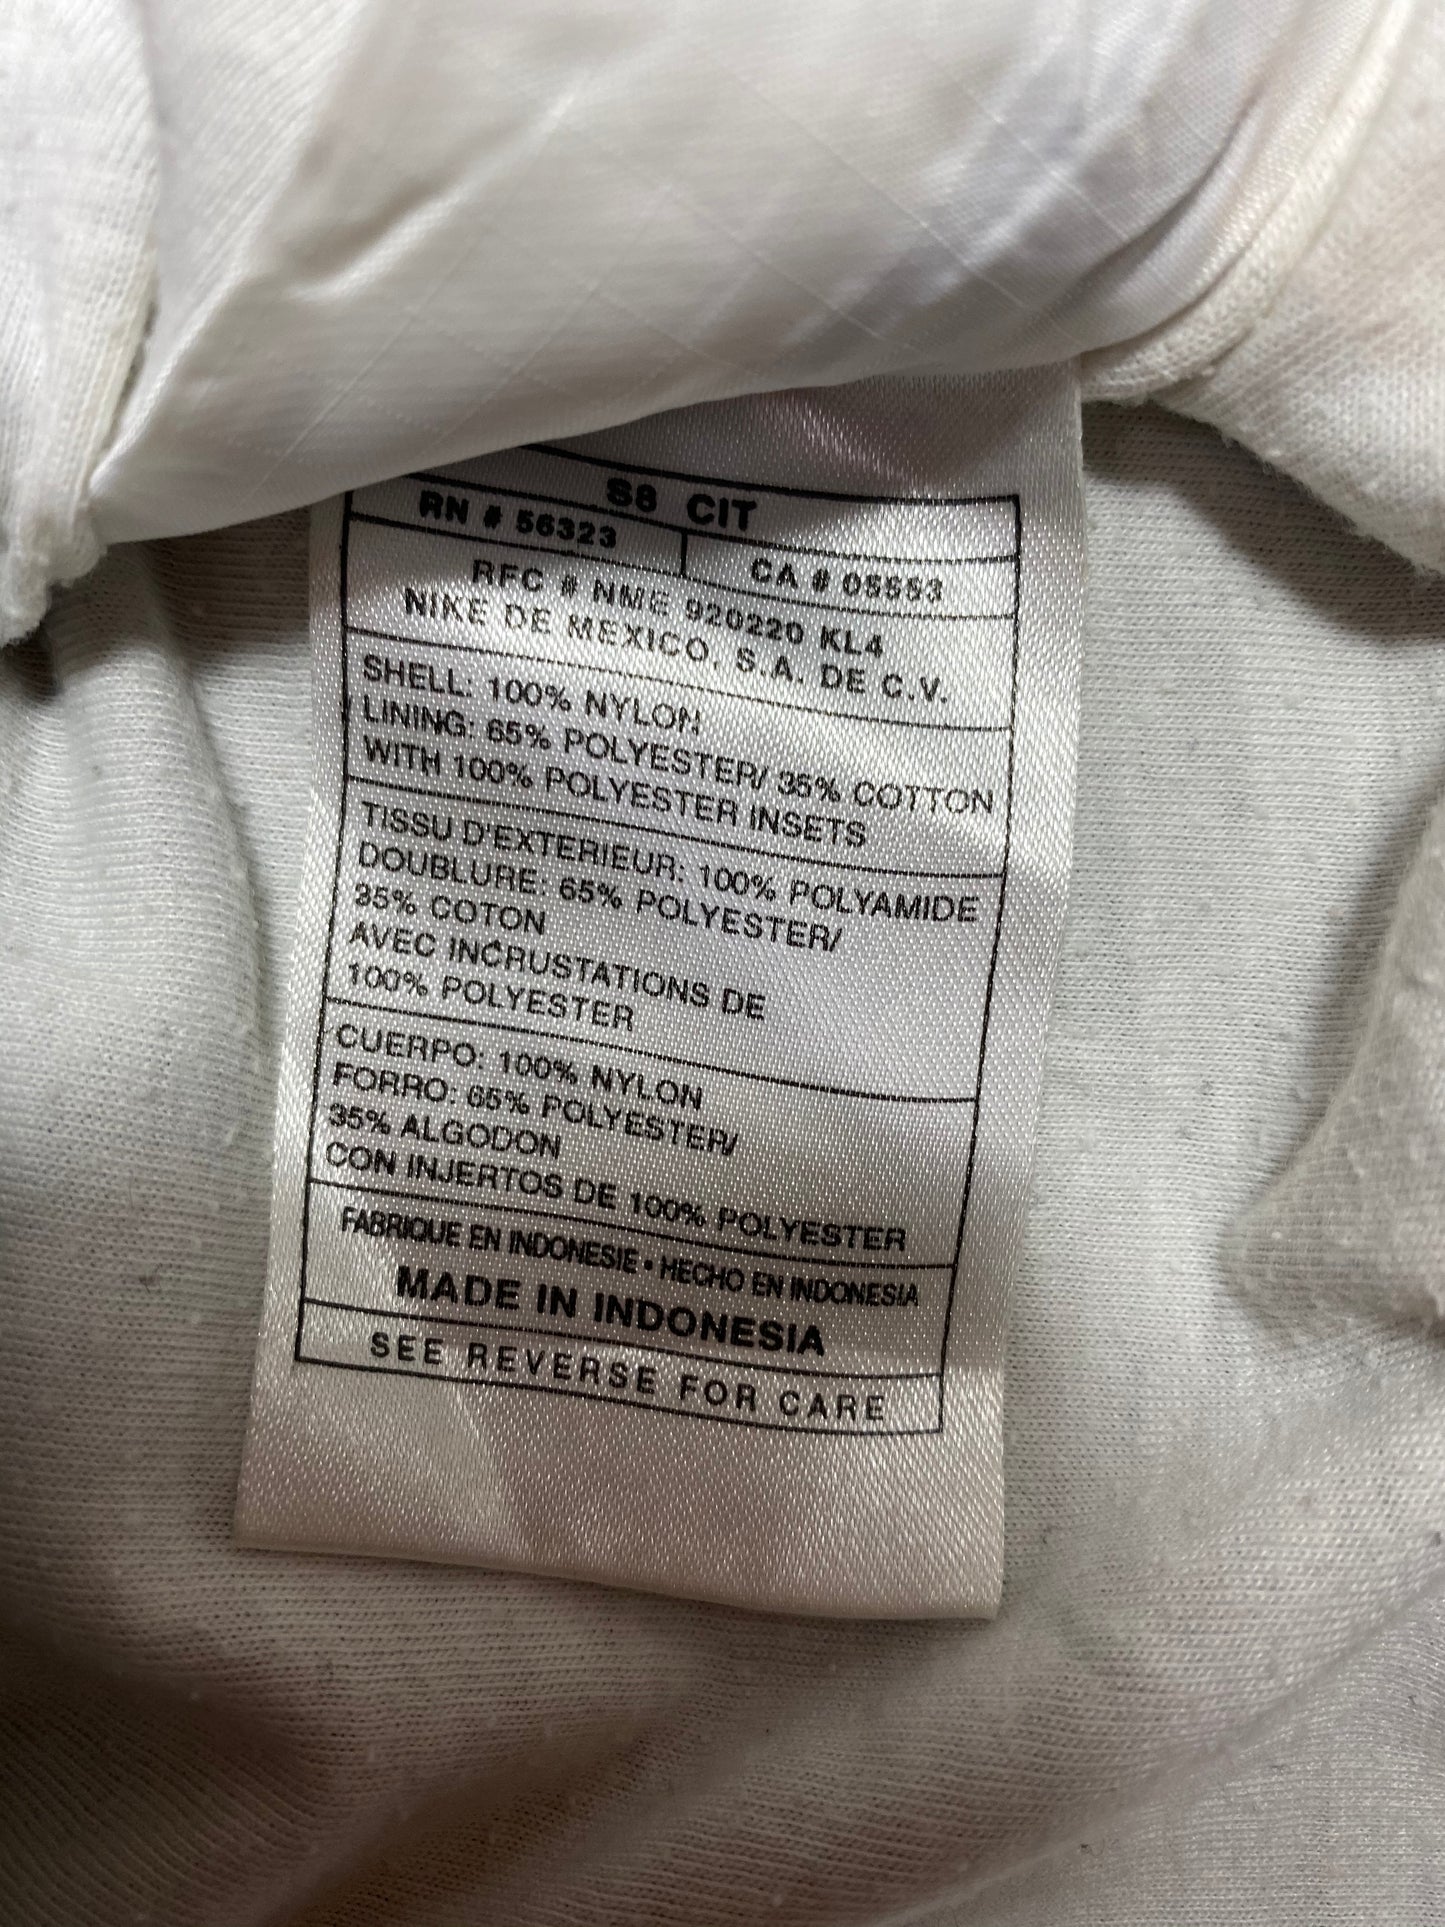 S8 CIT
RN # 56323
CA # 05553
RFC # NME 920220 KL4
NIKE DE MEXICO, S.A. DE C.V.
SHELL: 100% NYLON
LINING: 65% POLYESTER/ 35% COTTON
WITH 100% POLYESTER INSETS
TISSU D'EXTERIEUR: 100% POLYAMIDE
DOUBLURE: 65% POLYESTER/
35% COTON
AVEC INCRUSTATIONS DE
100% POLYESTER
CUERPO: 100% NYLON
FORRO: 65% POLYESTER/
35% ALGODON
CON INJERTOS DE 100% POLYESTER
FABRIQUE EN INDONESIE • HECHO EN INDONESIA
MADE IN INDONESIA
SEE REVERSE FOR CARE